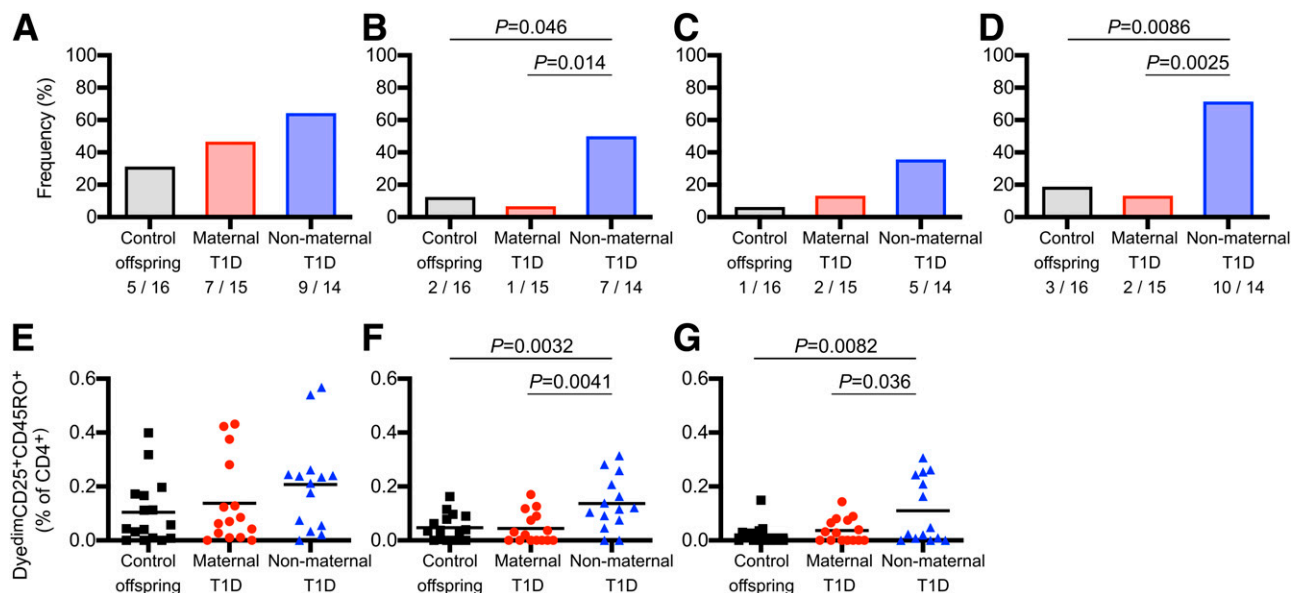 A
B
C
D
P=0.046
P=0.014
P=0.0086
P=0.0025
Frequency (%)
100
80
60
40
20
0
100
80
60
40
20
0
100
80
60
40
20
0
100
80
60
40
20
0
Control Maternal Non-maternal
offspring T1D T1D
5 / 16 7 / 15 9 / 14
Control Maternal Non-maternal
offspring T1D T1D
2 / 16 1 / 15 7 / 14
Control Maternal Non-maternal
offspring T1D T1D
1 / 16 2 / 15 5 / 14
Control Maternal Non-maternal
offspring T1D T1D
3 / 16 2 / 15 10 / 14
E
F
G
P=0.0032
P=0.0041
P=0.0082
P=0.036
DyedimCD25+CD45RO+
(% of CD4+)
0.6
0.4
0.2
0.0
0.6
0.4
0.2
0.0
0.6
0.4
0.2
0.0
Control Maternal Non-maternal
offspring T1D T1D
Control Maternal Non-maternal
offspring T1D T1D
Control Maternal Non-maternal
offspring T1D T1D